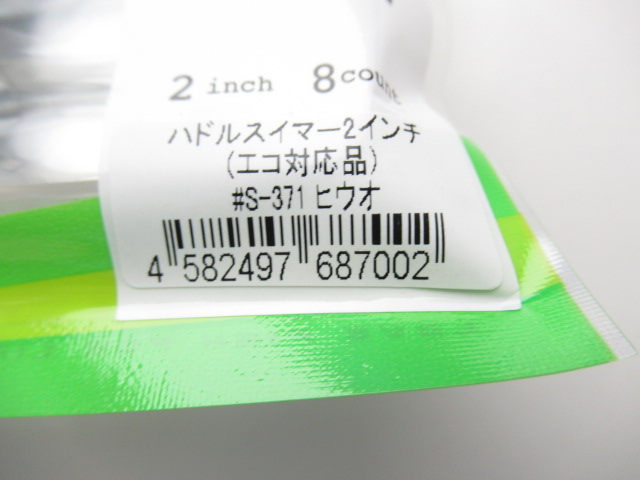 2 inch 8 count
ハドルスイマー2インチ
(エコ対応品)
#S-371 ヒウオ
4 582497 687002